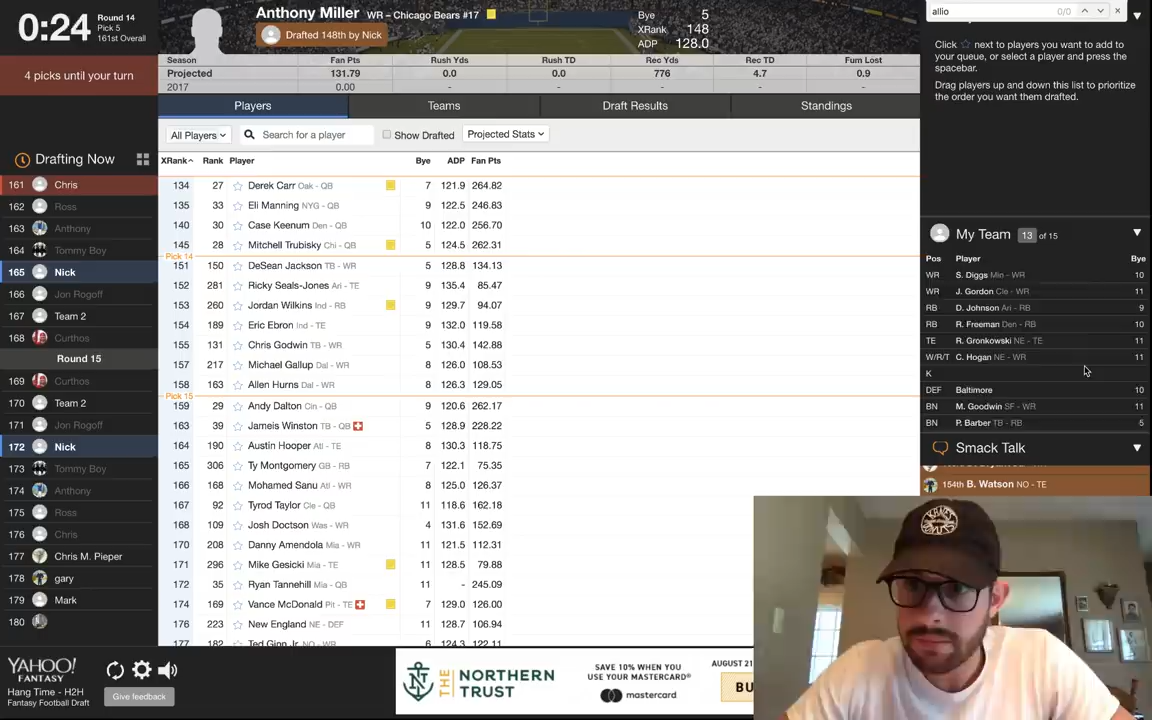 0:24
Round 14
Pick 5
161st Overall
4 picks until your turn
Drafting Now
161 Chris
162 Ross
163 Anthony
164 Tommy Boy
165 Nick
166 Jon Rogoff
167 Team 2
168 Curthos
Round 15
169 Curthos
170 Team 2
171 Jon Rogoff
172 Nick
173 Tommy Boy
174 Anthony
175 Ross
176 Chris
177 Chris M. Pieper
178 gary
179 Mark
180
YAHOO!
FANTASY
Hang Time - H2H
Fantasy Football Draft
Give feedback
Anthony Miller WR – Chicago Bears #17
Drafted 148th by Nick
Bye 5
XRank 148
ADP 128.0
Season Fan Pts Rush Yds Rush TD Rec Yds Rec TD Fum Lost
Projected 131.79 0.0 0.0 776 4.7 0.9
2017 0.00 - - - - -
Players Teams Draft Results Standings
All Players Search for a player Show Drafted Projected Stats
XRank Rank Player Bye ADP Fan Pts
134 27 Derek Carr Oak - QB 7 121.9 264.82
135 33 Eli Manning NYG - QB 9 122.5 246.83
140 30 Case Keenum Den - QB 10 122.0 256.70
145 28 Mitchell Trubisky Chi - QB 5 124.5 262.31
Pick 14
151 150 DeSean Jackson TB - WR 5 128.8 134.13
152 281 Ricky Seals-Jones Ari - TE 9 135.4 85.47
153 260 Jordan Wilkins Ind - RB 9 129.7 94.07
154 189 Eric Ebron Ind - TE 9 132.0 119.58
155 131 Chris Godwin TB - WR 5 130.4 142.88
157 217 Michael Gallup Dal - WR 8 126.0 108.53
158 163 Allen Hurns Dal - WR 8 126.3 129.05
Pick 15
159 29 Andy Dalton Cin - QB 9 120.6 262.17
163 39 Jameis Winston TB - QB 5 128.9 228.22
164 190 Austin Hooper Atl - TE 8 130.3 118.75
165 306 Ty Montgomery GB - RB 7 122.1 75.35
166 168 Mohamed Sanu Atl - WR 8 125.0 126.37
167 92 Tyrod Taylor Cle - QB 11 118.6 162.18
168 109 Josh Doctson Was - WR 4 131.6 152.69
170 208 Danny Amendola Mia - WR 11 121.5 112.31
171 296 Mike Gesicki Mia - TE 11 128.5 79.88
172 35 Ryan Tannehill Mia - QB 11 - 245.09
174 169 Vance McDonald Pit - TE 7 129.0 126.00
176 223 New England NE - DEF 11 128.7 106.94
177 182 Ted Ginn Jr. NO - WR 6 124.3 122.11
THE
NORTHERN
TRUST
SAVE 10% WHEN YOU
USE YOUR MASTERCARD®
mastercard
AUGUST 21
BU
allio 0/0
Click next to players you want to add to
your queue, or select a player and press the
spacebar.
Drag players up and down this list to prioritize
the order you want them drafted.
My Team 13 of 15
Pos Player Bye
WR S. Diggs Min - WR 10
WR J. Gordon Cle - WR 11
RB D. Johnson Ari - RB 9
RB R. Freeman Den - RB 10
TE R. Gronkowski NE - TE 11
W/R/T C. Hogan NE - WR 11
K
DEF Baltimore 10
BN M. Goodwin SF - WR 11
BN P. Barber TB - RB 5
Smack Talk
154th B. Watson NO - TE